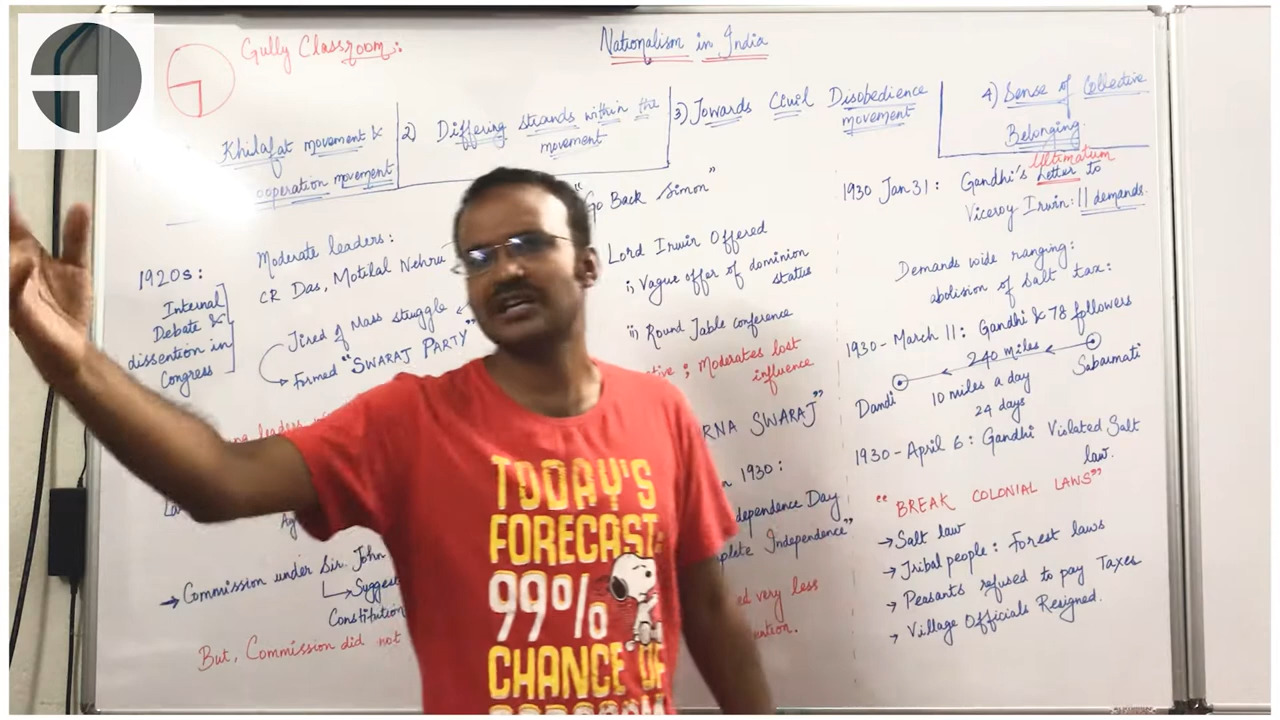 Gully Classroom:
Nationalism in India
Khilafat movement &
ooperation movement
2) Differing strands within the
movement
3) Towards Civil Disobedience
movement
4) Sense of Collective
Belonging
1920s:
Internal
Debate &
dissention in
Congress
Moderate leaders:
CR Das, Motilal Nehru
Tired of Mass struggle
Formed "SWARAJ PARTY"
leaders
Commission under Sir. John
Suggest
Constitution
But, Commission did not
"Go Back Simon"
Lord Irwin Offered
i) Vague offer of dominion
status
ii) Round Table conference
tive ; Moderates lost
influence
RNA SWARAJ"
n 1930:
dependence Day
plete Independence"
ed very less
1930 Jan 31: Gandhi's Ultimatum
Letter to
Viceroy Irwin: 11 demands.
Demands wide ranging:
abolision of Salt tax:
1930 - March 11: Gandhi & 78 followers
240 miles
Sabarmati
Dandi
10 miles a day
24 days
1930 - April 6: Gandhi Violated Salt
law.
"BREAK COLONIAL LAWS"
→ Salt law
→ Tribal people: Forest laws
→ Peasants refused to pay Taxes
→ Village Officials Resigned.
TODAY'S
FORECAST:
99%
CHANCE OF